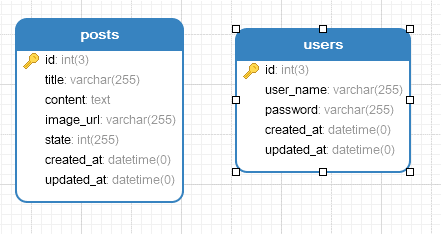 posts
id: int(3)
title: varchar(255)
content: text
image_url: varchar(255)
state: int(255)
created_at: datetime(0)
updated_at: datetime(0)
users
id: int(3)
user_name: varchar(255)
password: varchar(255)
created_at: datetime(0)
updated_at: datetime(0)